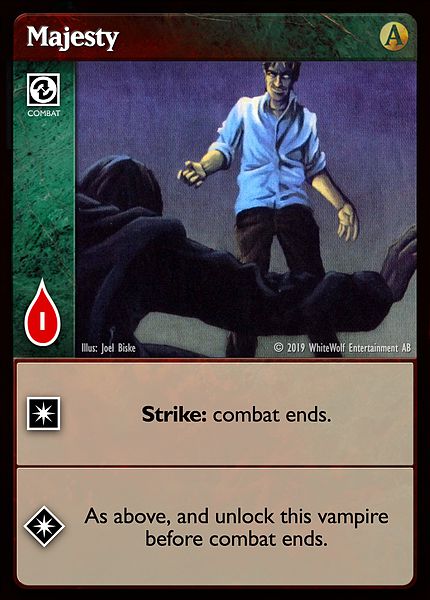 Majesty
A
COMBAT
1
Illus: Joel Biske
© 2019 WhiteWolf Entertainment AB
Strike: combat ends.
As above, and unlock this vampire
before combat ends.